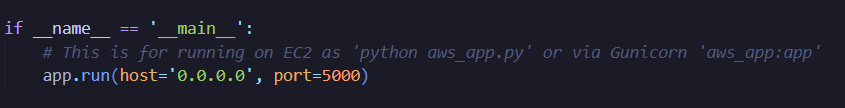 if __name__ == '__main__':
    # This is for running on EC2 as 'python aws_app.py' or via Gunicorn 'aws_app:app'
    app.run(host='0.0.0.0', port=5000)